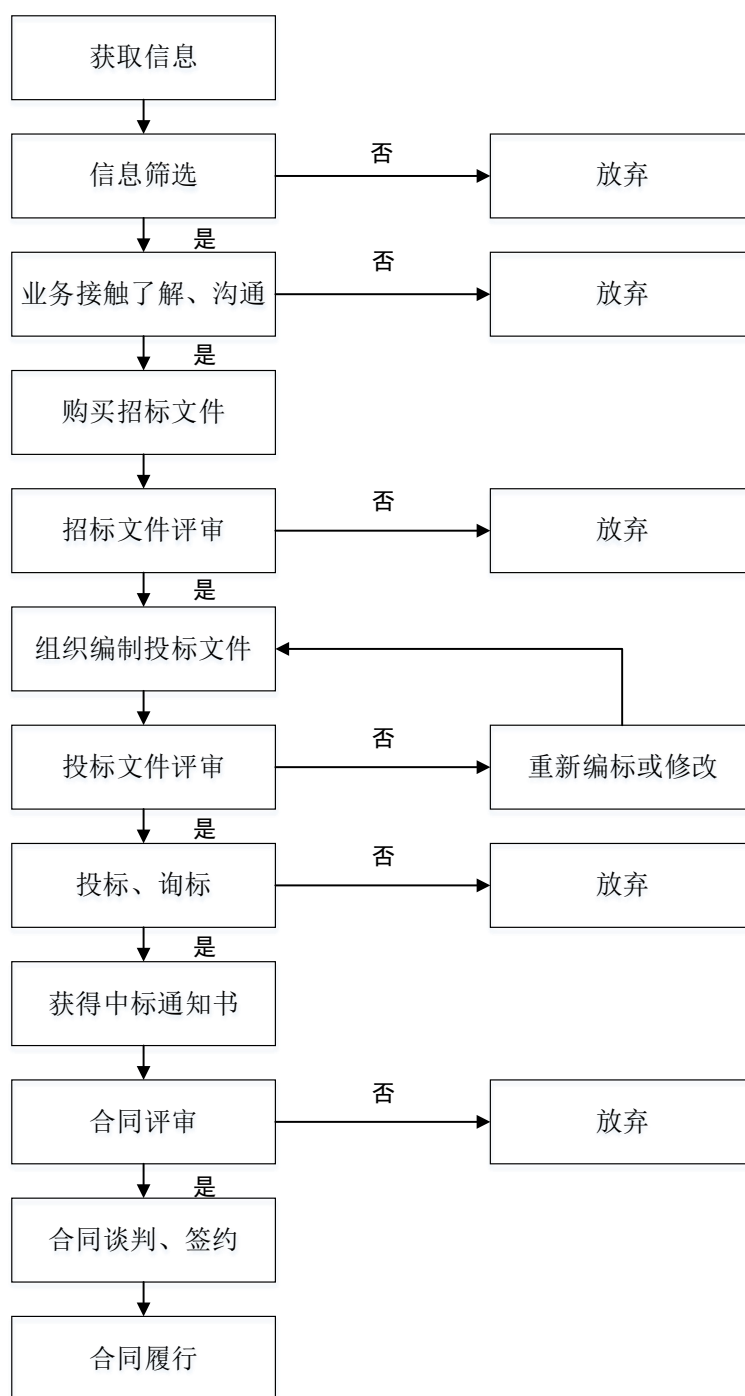 获取信息
信息筛选
否
放弃
是
业务接触了解、沟通
否
放弃
是
购买招标文件
招标文件评审
否
放弃
是
组织编制投标文件
投标文件评审
否
重新编标或修改
是
投标、询标
否
放弃
是
获得中标通知书
合同评审
否
放弃
是
合同谈判、签约
合同履行